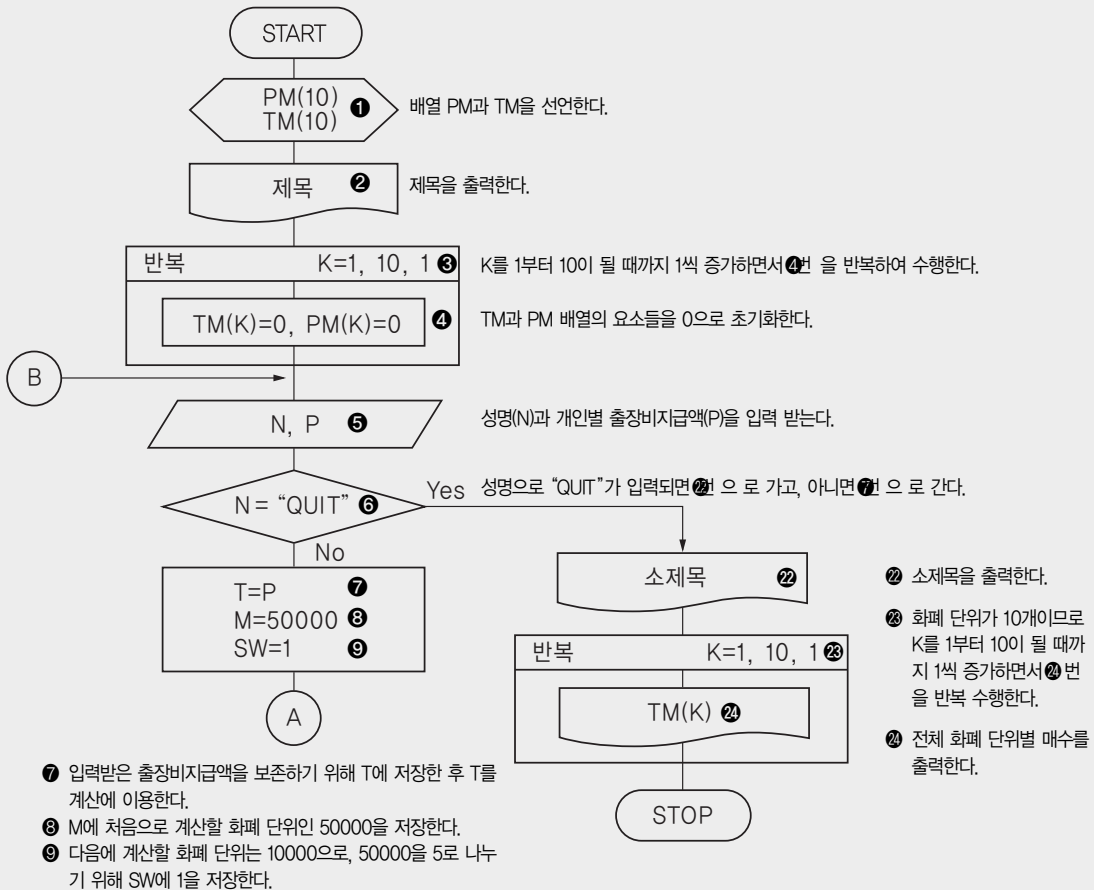 START
PM(10)
TM(10) ❶
배열 PM과 TM을 선언한다.
제목 ❷
제목을 출력한다.
반복 K=1, 10, 1 ❸
K를 1부터 10이 될 때까지 1씩 증가하면서 ❹번 을 반복하여 수행한다.
TM(K)=0, PM(K)=0 ❹
TM과 PM 배열의 요소들을 0으로 초기화한다.
B
N, P ❺
성명(N)과 개인별 출장비지급액(P)을 입력 받는다.
N = “QUIT” ❻
Yes
성명으로 “QUIT”가 입력되면 ㉒번 으 로 가고, 아니면 ❼번 으 로 간다.
No
T=P ❼
M=50000 ❽
SW=1 ❾
A
소제목 ㉒
㉒ 소제목을 출력한다.
반복 K=1, 10, 1 ㉓
㉓ 화폐 단위가 10개이므로
K를 1부터 10이 될 때까
지 1씩 증가하면서 ㉔ 번
을 반복 수행한다.
TM(K) ㉔
㉔ 전체 화폐 단위별 매수를
출력한다.
STOP
❼ 입력받은 출장비지급액을 보존하기 위해 T에 저장한 후 T를
계산에 이용한다.
❽ M에 처음으로 계산할 화폐 단위인 50000을 저장한다.
❾ 다음에 계산할 화폐 단위는 10000으로, 50000을 5로 나누
기 위해 SW에 1을 저장한다.